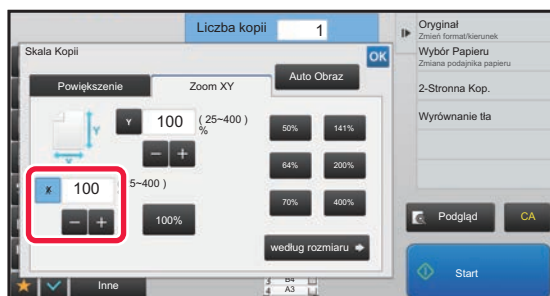 Liczba kopii 1
Skala Kopii
OK
Auto Obraz
Powiększenie
Zoom XY
Y 100 ( 25~400 )
%
Y
X
50% 141%
64% 200%
70% 400%
X 100 5~400 )
100%
według rozmiaru
Inne
B4
4 A3
Oryginał
Zmień format/kierunek
Wybór Papieru
Zmiana podajnika papieru
2-Stronna Kop.
Wyrównanie tła
Podgląd
CA
Start